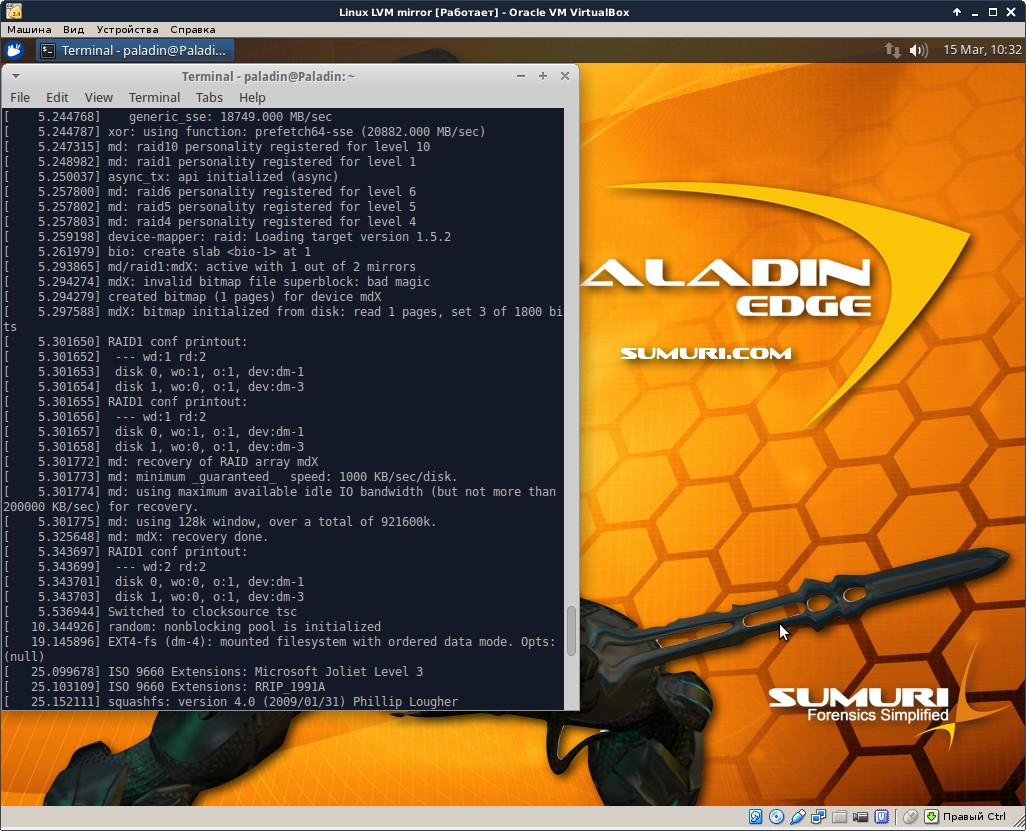 Linux LVM mirror [Работает] - Oracle VM VirtualBox
Машина Вид Устройства Справка
Terminal - paladin@Paladi... 15 Mar, 10:32
Terminal - paladin@Paladin: ~
File Edit View Terminal Tabs Help
[    5.244768]    generic_sse: 18749.000 MB/sec
[    5.244787] xor: using function: prefetch64-sse (20882.000 MB/sec)
[    5.247315] md: raid10 personality registered for level 10
[    5.248982] md: raid1 personality registered for level 1
[    5.250037] async_tx: api initialized (async)
[    5.257800] md: raid6 personality registered for level 6
[    5.257802] md: raid5 personality registered for level 5
[    5.257803] md: raid4 personality registered for level 4
[    5.259198] device-mapper: raid: Loading target version 1.5.2
[    5.261979] bio: create slab <bio-1> at 1
[    5.293865] md/raid1:mdX: active with 1 out of 2 mirrors
[    5.294274] mdX: invalid bitmap file superblock: bad magic
[    5.294279] created bitmap (1 pages) for device mdX
[    5.297588] mdX: bitmap initialized from disk: read 1 pages, set 3 of 1800 bi
ts
[    5.301650] RAID1 conf printout:
[    5.301652]  --- wd:1 rd:2
[    5.301653]  disk 0, wo:1, o:1, dev:dm-1
[    5.301654]  disk 1, wo:0, o:1, dev:dm-3
[    5.301655] RAID1 conf printout:
[    5.301656]  --- wd:1 rd:2
[    5.301657]  disk 0, wo:1, o:1, dev:dm-1
[    5.301658]  disk 1, wo:0, o:1, dev:dm-3
[    5.301772] md: recovery of RAID array mdX
[    5.301773] md: minimum _guaranteed_  speed: 1000 KB/sec/disk.
[    5.301774] md: using maximum available idle IO bandwidth (but not more than
200000 KB/sec) for recovery.
[    5.301775] md: using 128k window, over a total of 921600k.
[    5.325648] md: mdX: recovery done.
[    5.343697] RAID1 conf printout:
[    5.343699]  --- wd:2 rd:2
[    5.343701]  disk 0, wo:0, o:1, dev:dm-1
[    5.343703]  disk 1, wo:0, o:1, dev:dm-3
[    5.536944] Switched to clocksource tsc
[   10.344926] random: nonblocking pool is initialized
[   19.145896] EXT4-fs (dm-4): mounted filesystem with ordered data mode. Opts:
(null)
[   25.099678] ISO 9660 Extensions: Microsoft Joliet Level 3
[   25.103109] ISO 9660 Extensions: RRIP_1991A
[   25.152111] squashfs: version 4.0 (2009/01/31) Phillip Lougher
ALADIN
EDGE
SUMURI.COM
SUMURI
Forensics Simplified
Правый Ctrl